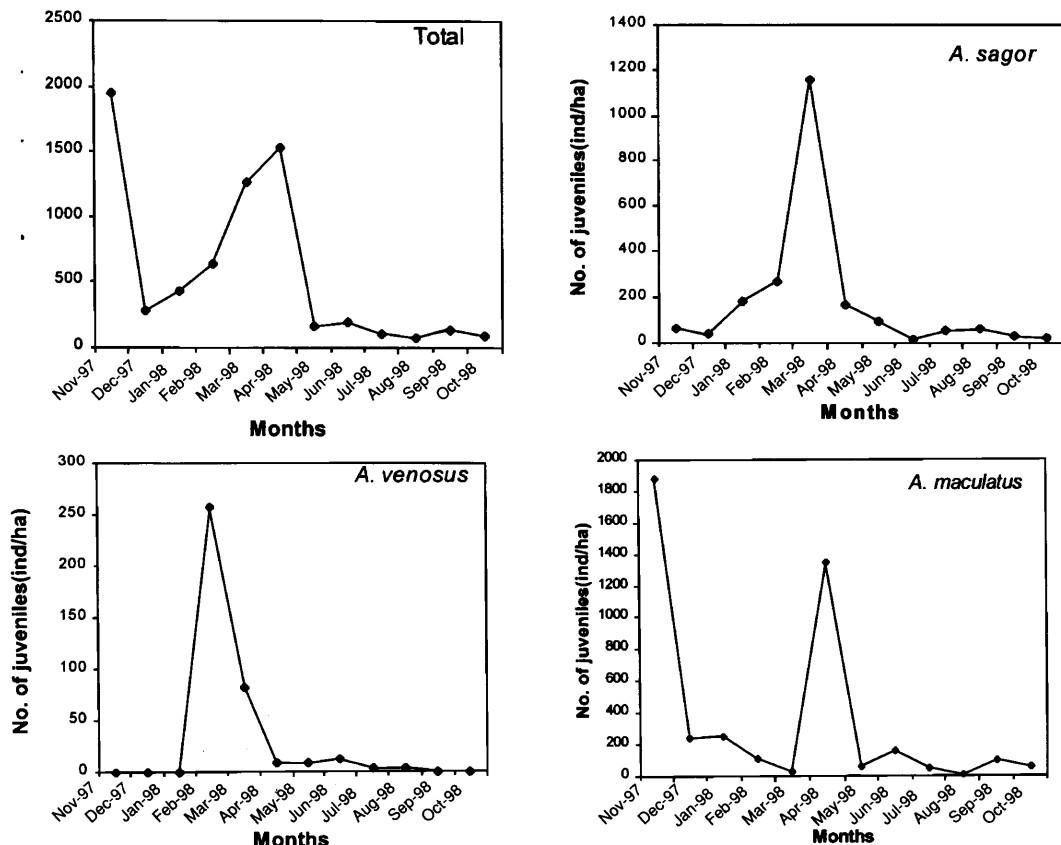 Total
2500
2000
1500
1000
500
0
Nov-97
Dec-97
Jan-98
Feb-98
Mar-98
Apr-98
May-98
Jun-98
Jul-98
Aug-98
Sep-98
Oct-98
Months
A. sagor
No. of juveniles(ind/ha)
1400
1200
1000
800
600
400
200
0
Nov-97
Dec-97
Jan-98
Feb-98
Mar-98
Apr-98
May-98
Jun-98
Jul-98
Aug-98
Sep-98
Oct-98
Months
A. venosus
No. of juveniles(ind/ha)
300
250
200
150
100
50
0
Nov-97
Dec-97
Jan-98
Feb-98
Mar-98
Apr-98
May-98
Jun-98
Jul-98
Aug-98
Sep-98
Oct-98
Months
A. maculatus
No. of juveniles(ind/ha)
2000
1800
1600
1400
1200
1000
800
600
400
200
0
Nov-97
Dec-97
Jan-98
Feb-98
Mar-98
Apr-98
May-98
Jun-98
Jul-98
Aug-98
Sep-98
Oct-98
Months